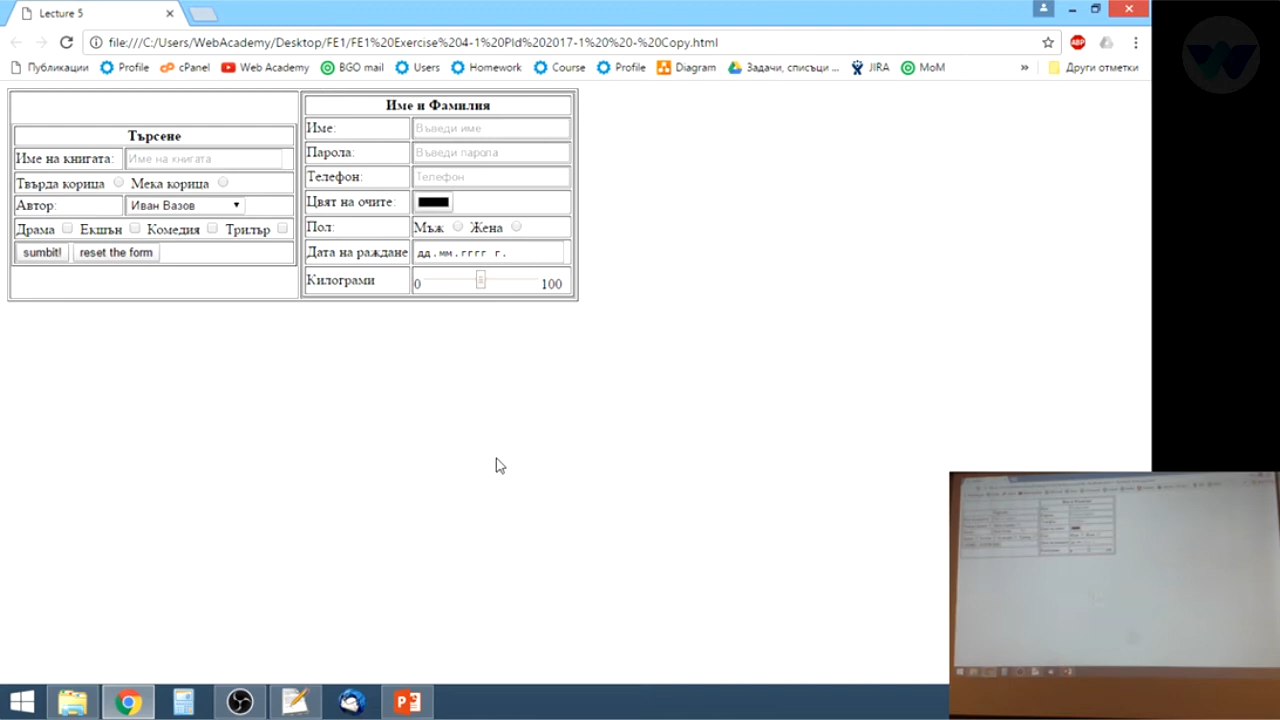 Lecture 5
file:///C:/Users/WebAcademy/Desktop/FE1/FE1%20Exercise%204-1%20Pld%202017-1%20%20-%20Copy.html
ABP
Публикации Profile cPanel Web Academy BGO mail Users Homework Course Profile Diagram Задачи, списъци ... JIRA MoM » Други отметки
Търсене
Име на книгата: Име на книгата
Твърда корица Мека корица
Автор: Иван Вазов
Драма Екшън Комедия Трилър
sumbit! reset the form
Име и Фамилия
Име: Въведи име
Парола: Въведи парола
Телефон: Телефон
Цвят на очите:
Пол: Мъж Жена
Дата на раждане дд.мм.гггг г.
Килограми 0 100